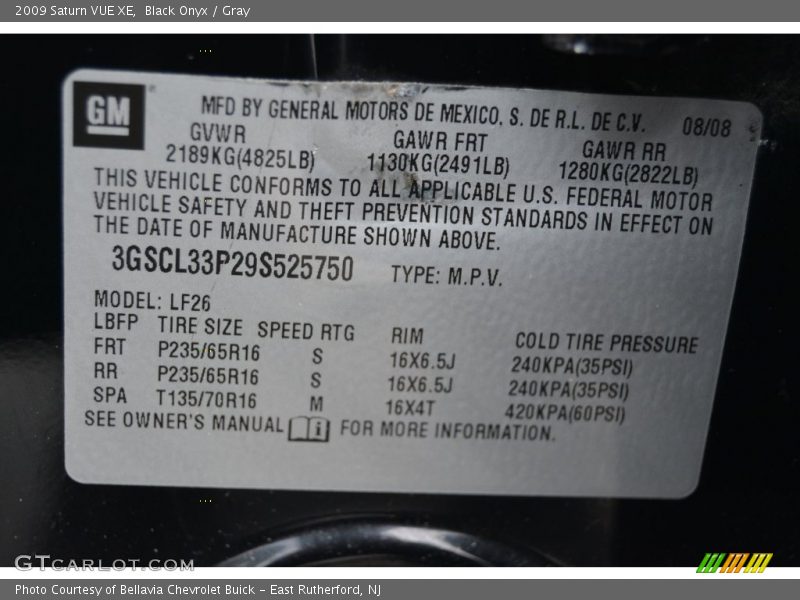 2009 Saturn VUE XE, Black Onyx / Gray
GM
MFD BY GENERAL MOTORS DE MEXICO, S. DE R.L. DE C.V. 08/08
GVWR GAWR FRT GAWR RR
2189KG(4825LB) 1130KG(2491LB) 1280KG(2822LB)
THIS VEHICLE CONFORMS TO ALL APPLICABLE U.S. FEDERAL MOTOR
VEHICLE SAFETY AND THEFT PREVENTION STANDARDS IN EFFECT ON
THE DATE OF MANUFACTURE SHOWN ABOVE.
3GSCL33P29S525750 TYPE: M.P.V.
MODEL: LF26
LBFP TIRE SIZE SPEED RTG RIM COLD TIRE PRESSURE
FRT P235/65R16 S 16X6.5J 240KPA(35PSI)
RR P235/65R16 S 16X6.5J 240KPA(35PSI)
SPA T135/70R16 M 16X4T 420KPA(60PSI)
SEE OWNER'S MANUAL i FOR MORE INFORMATION.
GTCARLOT.COM
Photo Courtesy of Bellavia Chevrolet Buick - East Rutherford, NJ